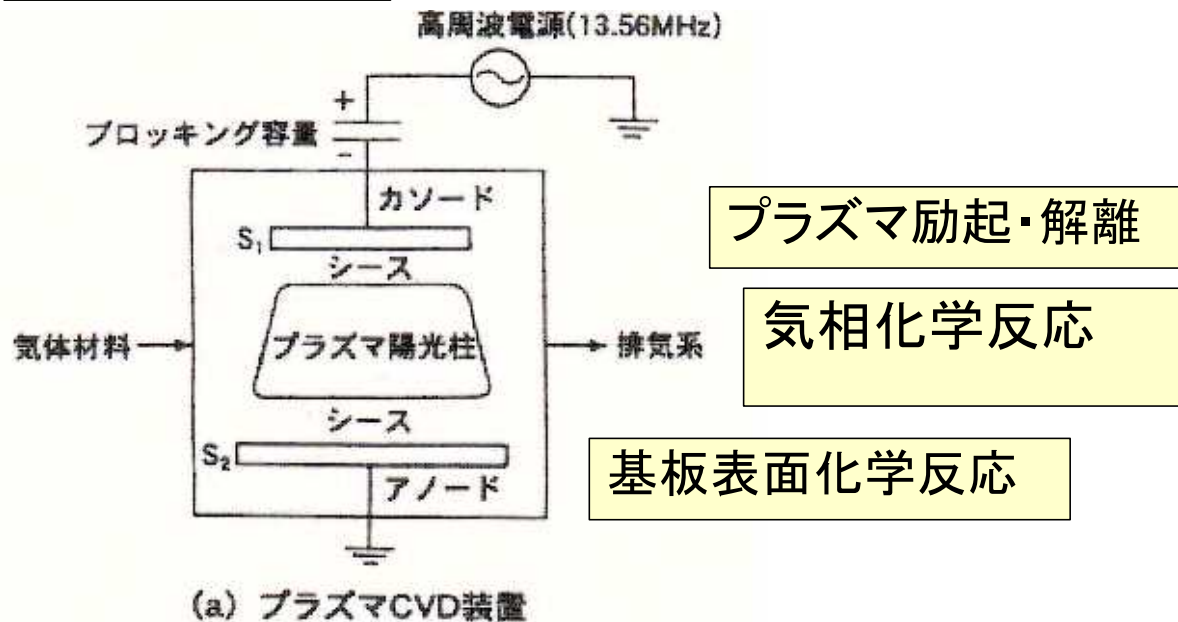 高周波電源(13.56MHz)
+
ブロッキング容量
-
カソード
S₁
シース
プラズマ励起・解離
気体材料
プラズマ陽光柱
排気系
気相化学反応
シース
S₂
アノード
基板表面化学反応
(a) プラズマCVD装置